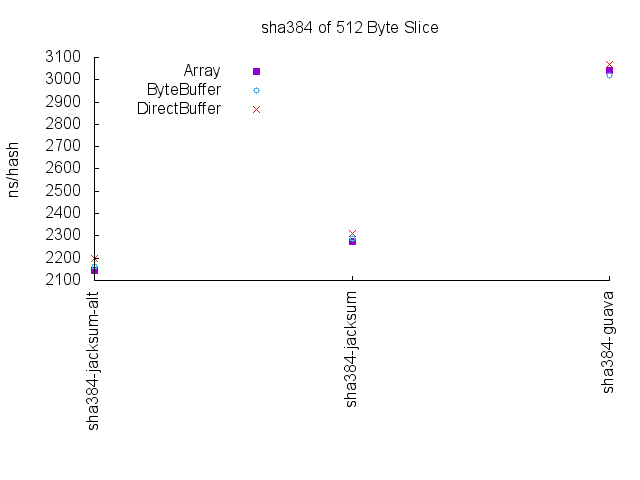 sha384 of 512 Byte Slice
3100
3000
2900
2800
2700
2600
2500
2400
2300
2200
2100
ns/hash
Array
ByteBuffer
DirectBuffer
sha384-jacksum-alt
sha384-jacksum
sha384-guava